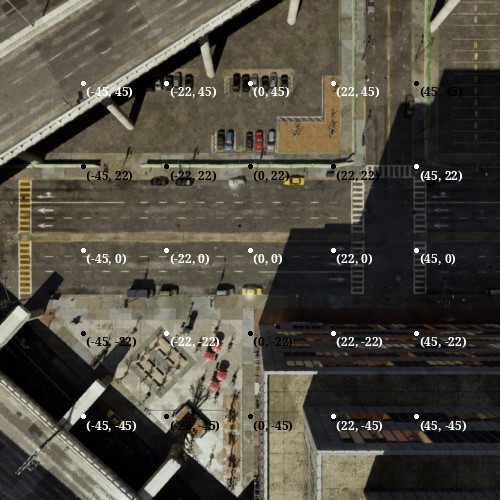 (-45, 45) (-22, 45) (0, 45) (22, 45) (45, 45)
(-45, 22) (-22, 22) (0, 22) (22, 22) (45, 22)
(-45, 0) (-22, 0) (0, 0) (22, 0) (45, 0)
(-45, -22) (-22, -22) (0, -22) (22, -22) (45, -22)
(-45, -45) (-22, -45) (0, -45) (22, -45) (45, -45)